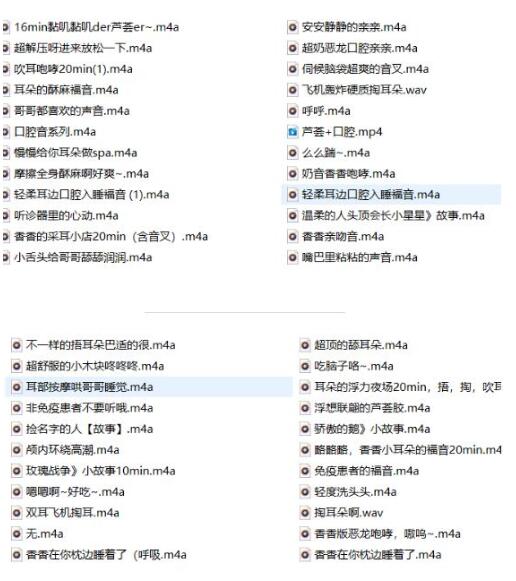 16min黏叽黏叽der芦荟er~.m4a
超解压呀进来放松一下.m4a
吹耳咆哮20min(1).m4a
耳朵的酥麻福音.m4a
哥哥都喜欢的声音.m4a
口腔音系列.m4a
慢慢给你耳朵做spa.m4a
摩擦全身酥麻啊好爽~.m4a
轻柔耳边口腔入睡福音 (1).m4a
听诊器里的心动.m4a
香香的采耳小店20min（含音叉）.m4a
小舌头给哥哥舔舔润润.m4a
安安静静的亲亲.m4a
超奶恶龙口腔亲亲.m4a
伺候脑袋超爽的音叉.m4a
飞机轰炸硬质掏耳朵.wav
呼呼.m4a
芦荟+口腔.mp4
么么踹~.m4a
奶音香香咆哮.m4a
轻柔耳边口腔入睡福音.m4a
温柔的人头顶会长小星星》故事.m4a
香香亲吻音.m4a
嘴巴里粘粘的声音.m4a
不一样的捂耳朵巴适的很.m4a
超舒服的小木块咚咚咚.m4a
耳部按摩哄哥哥睡觉.m4a
非免疫患者不要听哦.m4a
捡名字的人【故事】.m4a
颅内环绕高潮.m4a
玫瑰战争》小故事10min.m4a
嗯嗯啊~好吃~.m4a
双耳飞机掏耳.m4a
无.m4a
香香在你枕边睡着了（呼吸.m4a
超顶的舔耳朵.m4a
吃脑子咯~.m4a
耳朵的浮力夜场20min，捂，掏，吹耳
浮想联翩的芦荟胶.m4a
骄傲的鹅》小故事.m4a
酪酪酪，香香小耳朵的福音20min.m4
免疫患者的福音.m4a
轻度洗头头.m4a
掏耳朵啊.wav
香香版恶龙咆哮，嗷呜~.m4a
香香在你枕边睡着了.m4a